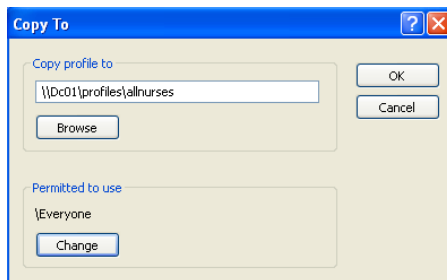 Copy To
Copy profile to
\\Dc01\profiles\allnurses
Browse
OK
Cancel
Permitted to use
\Everyone
Change